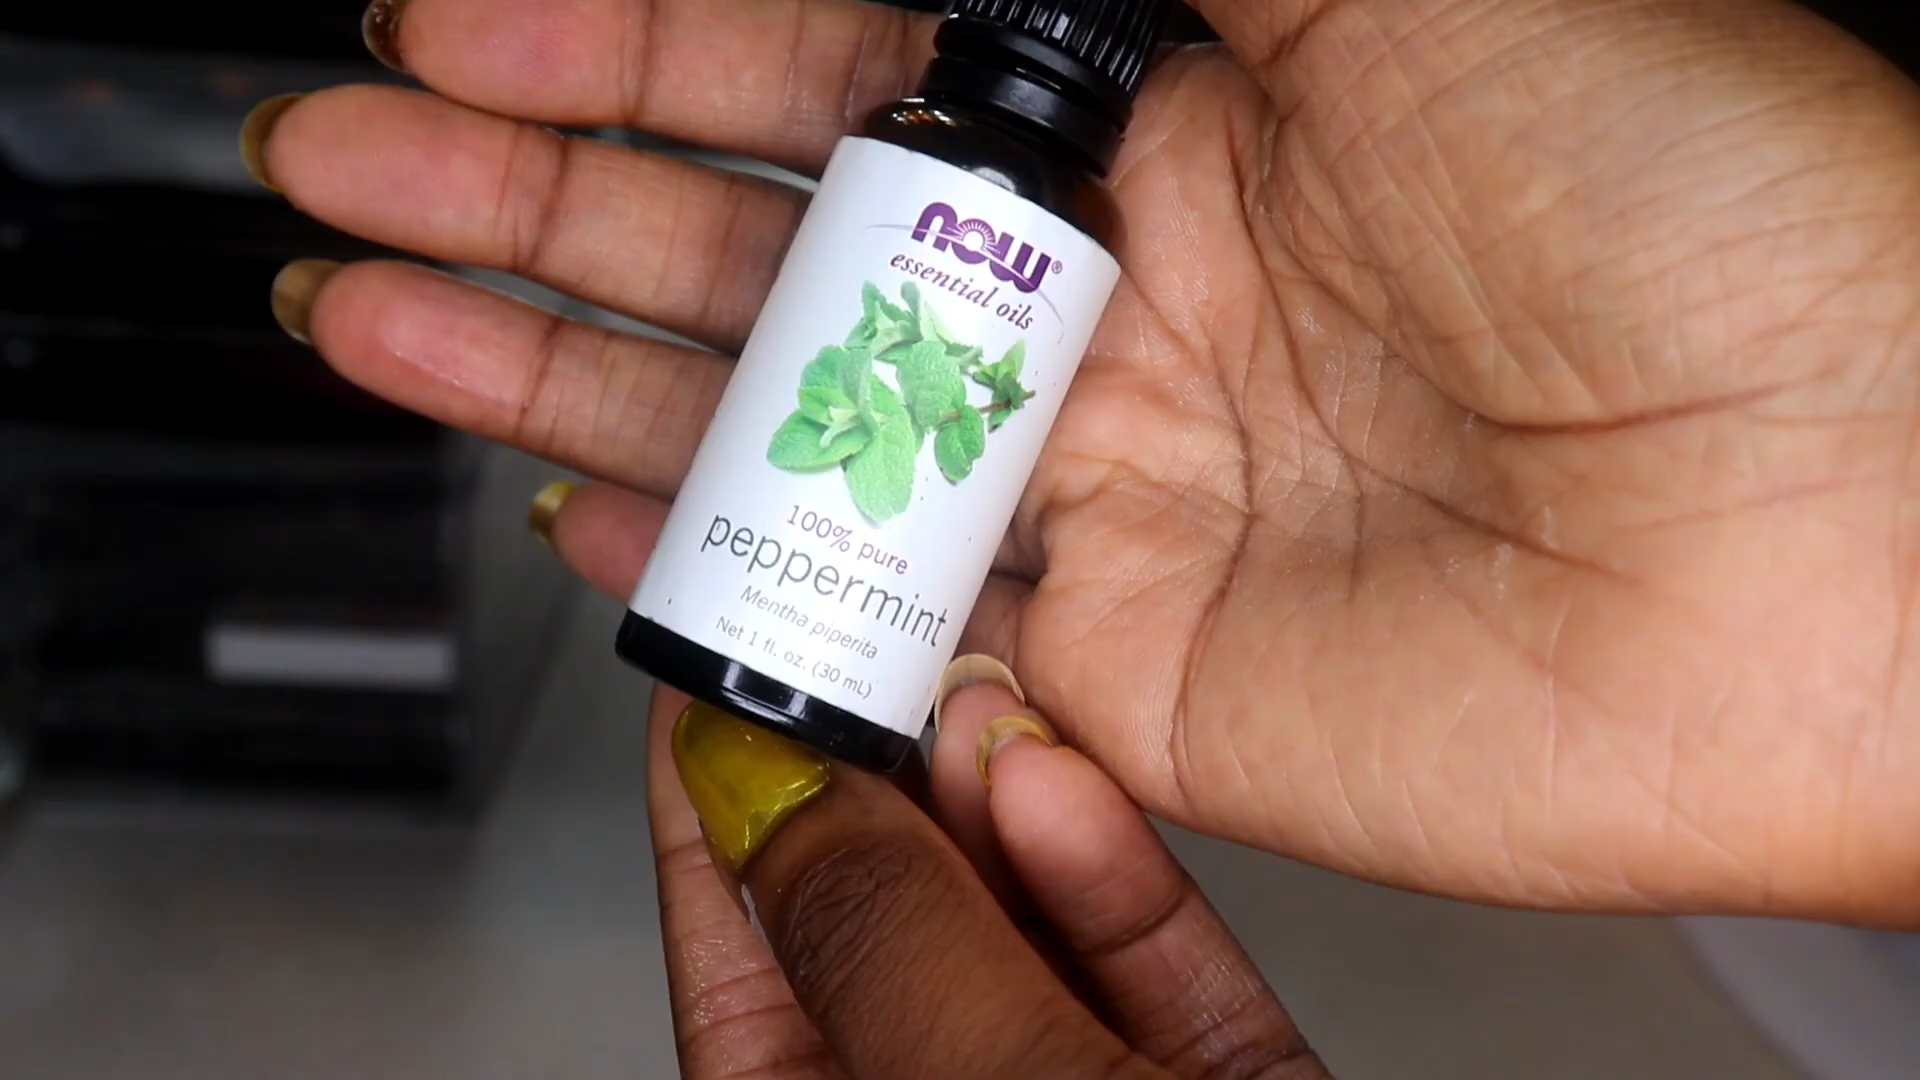 now®
essential oils
100% pure
peppermint
Mentha piperita
Net 1 fl. oz. (30 mL)